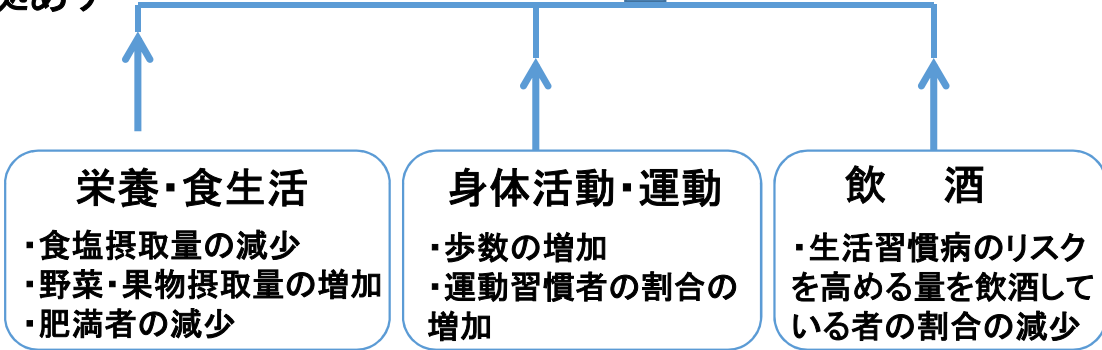 栄養・食生活
・食塩摂取量の減少
・野菜・果物摂取量の増加
・肥満者の減少
身体活動・運動
・歩数の増加
・運動習慣者の割合の
増加
飲　酒
・生活習慣病のリスク
を高める量を飲酒して
いる者の割合の減少